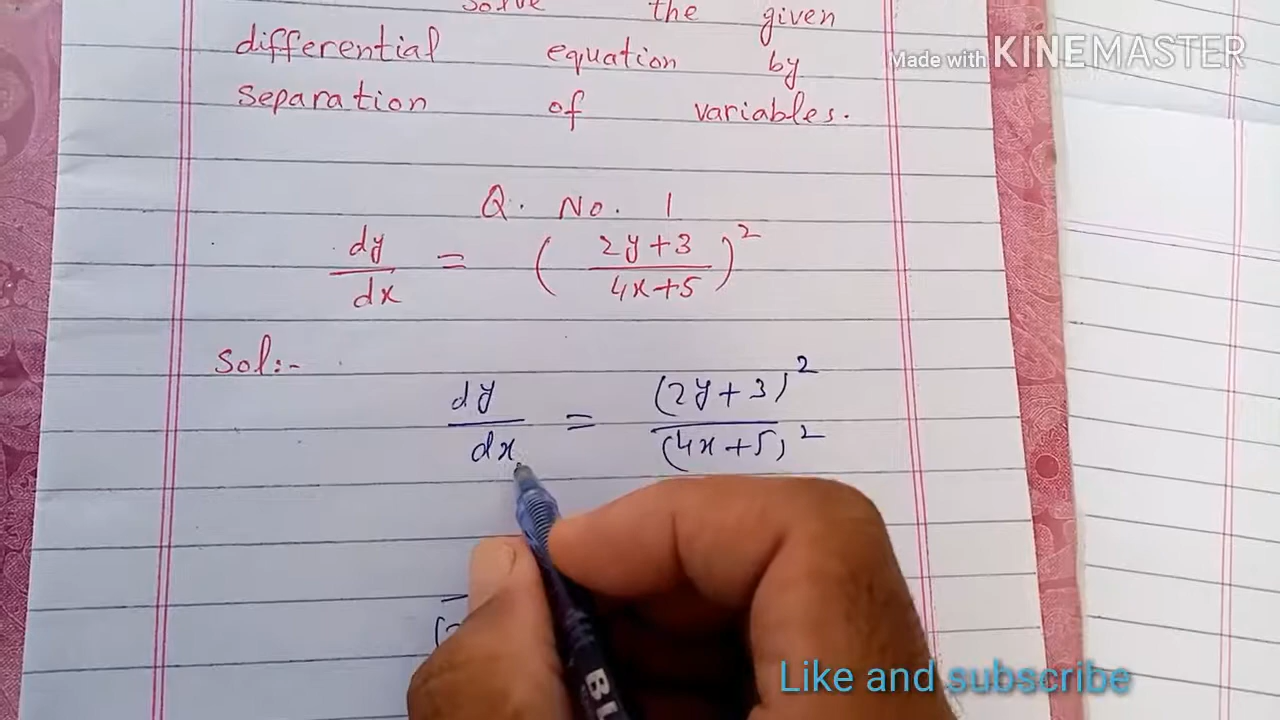 Solve the given
differential equation by
separation of variables.
Made with KINEMASTER
Q. No. 1
dy/dx = (2y+3/4x+5)²
Sol:-
dy/dx = (2y+3)²/(4x+5)²
Like and subscribe